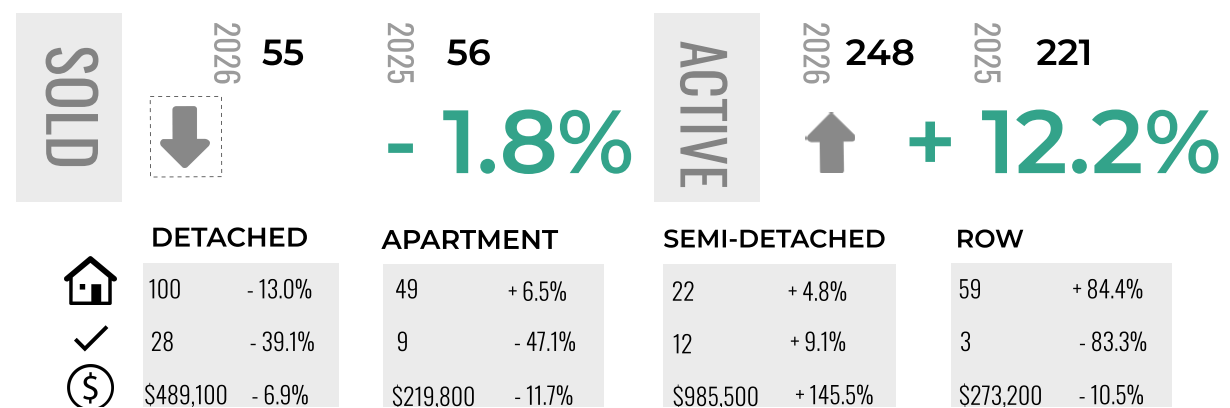 SOLD
2026 55 2025 56
- 1.8%
ACTIVE
2026 248 2025 221
+ 12.2%
DETACHED APARTMENT SEMI-DETACHED ROW
100 - 13.0% 49 + 6.5% 22 + 4.8% 59 + 84.4%
28 - 39.1% 9 - 47.1% 12 + 9.1% 3 - 83.3%
$ $489,100 - 6.9% $219,800 - 11.7% $985,500 + 145.5% $273,200 - 10.5%